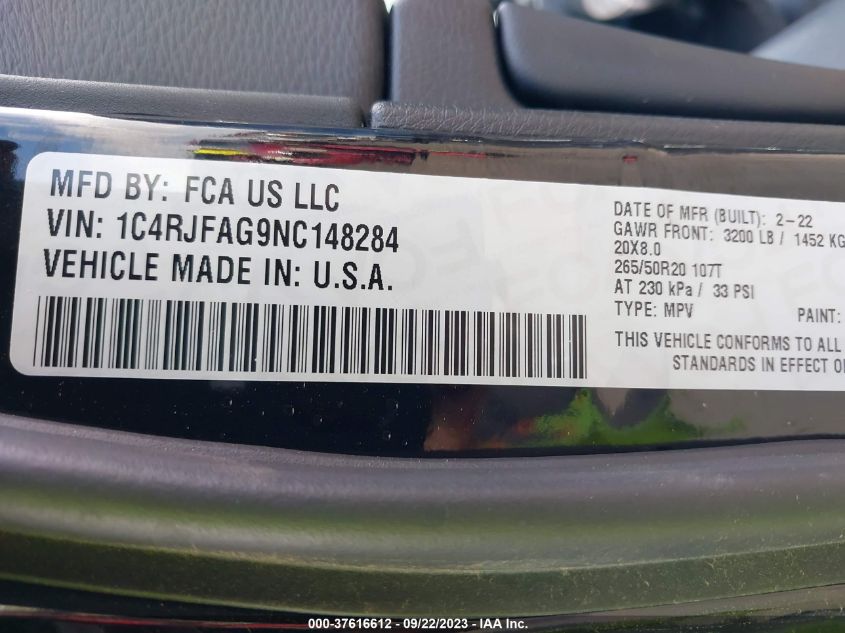 MFD BY: FCA US LLC
VIN: 1C4RJFAG9NC148284
VEHICLE MADE IN: U.S.A.
DATE OF MFR (BUILT): 2-22
GAWR FRONT: 3200 LB / 1452 KG
20X8.0
265/50R20 107T
AT 230 kPa / 33 PSI
TYPE: MPV PAINT:
THIS VEHICLE CONFORMS TO ALL
STANDARDS IN EFFECT
000-37616612 - 09/22/2023 - IAA Inc.